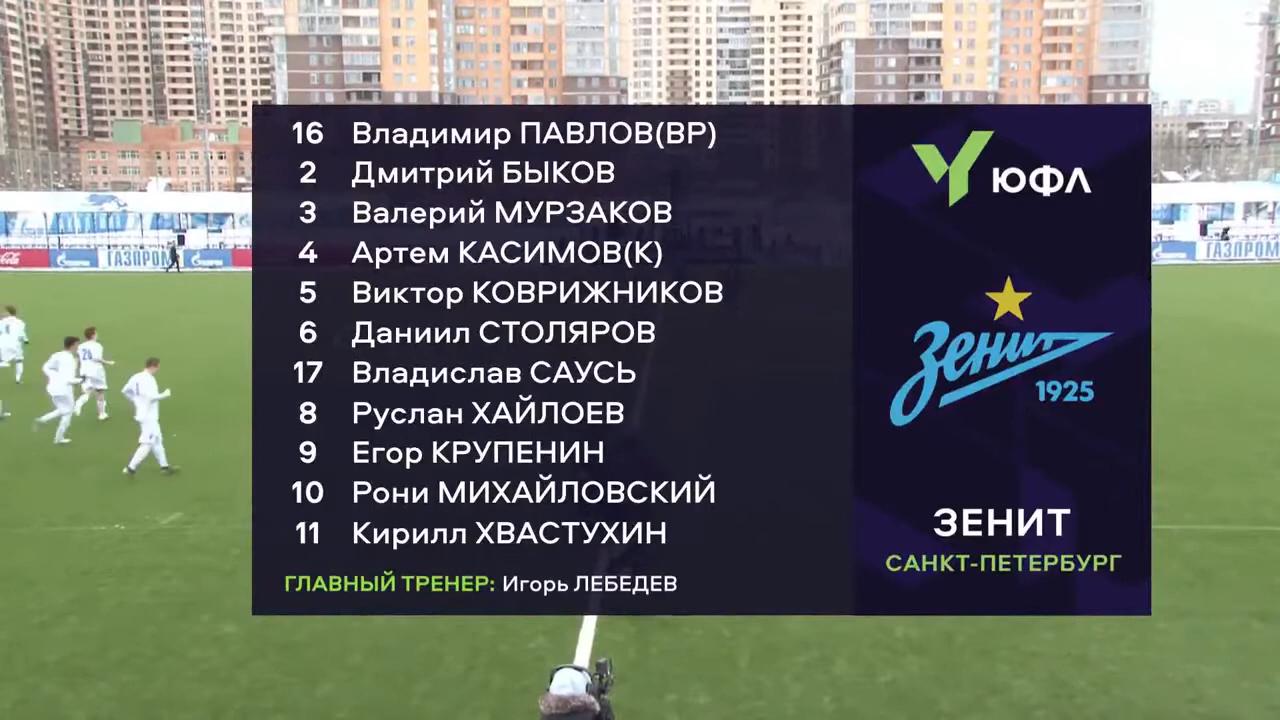 16 Владимир ПАВЛОВ(ВР)
2 Дмитрий БЫКОВ
3 Валерий МУРЗАКОВ
4 Артем КАСИМОВ(К)
5 Виктор КОВРИЖНИКОВ
6 Даниил СТОЛЯРОВ
17 Владислав САУСЬ
8 Руслан ХАЙЛОЕВ
9 Егор КРУПЕНИН
10 Рони МИХАЙЛОВСКИЙ
11 Кирилл ХВАСТУХИН
ГЛАВНЫЙ ТРЕНЕР: Игорь ЛЕБЕДЕВ
ЮФЛ
Зенит
1925
ЗЕНИТ
САНКТ-ПЕТЕРБУРГ
ГАЗПРОМ
ГАЗПРОМ
26